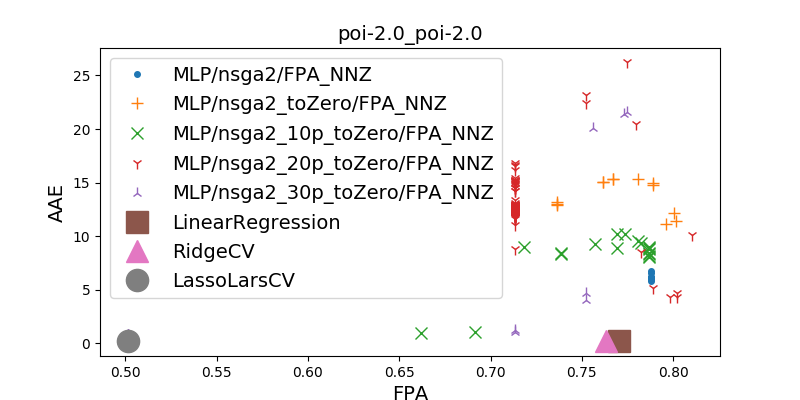 poi-2.0_poi-2.0
MLP/nsga2/FPA_NNZ
MLP/nsga2_toZero/FPA_NNZ
MLP/nsga2_10p_toZero/FPA_NNZ
MLP/nsga2_20p_toZero/FPA_NNZ
MLP/nsga2_30p_toZero/FPA_NNZ
LinearRegression
RidgeCV
LassoLarsCV
AAE
25
20
15
10
5
0
0.50 0.55 0.60 0.65 0.70 0.75 0.80
FPA